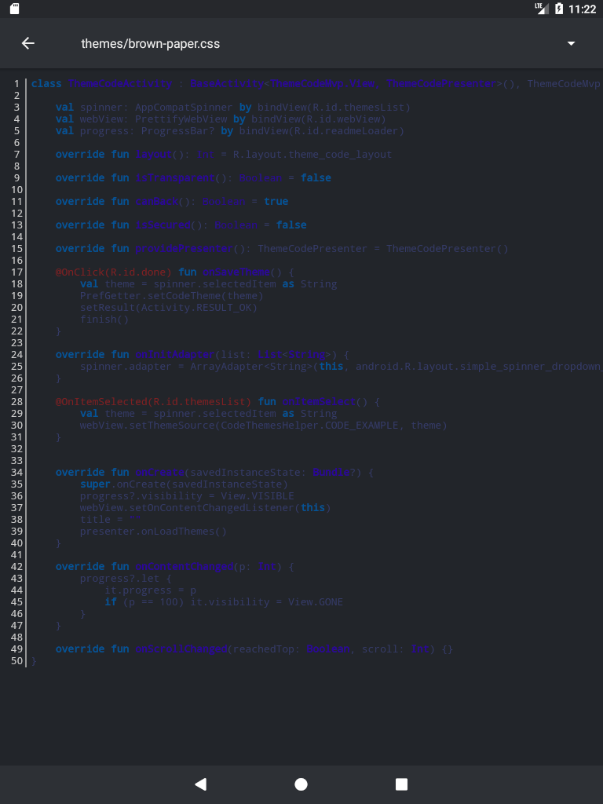 LTE 11:22
themes/brown-paper.css
1 class ThemeCodeActivity : BaseActivity<ThemeCodeMvp.View, ThemeCodePresenter>(), ThemeCodeMvp
2
3 val spinner: AppCompatSpinner by bindView(R.id.themesList)
4 val webView: PrettifyWebView by bindView(R.id.webView)
5 val progress: ProgressBar? by bindView(R.id.readmeLoader)
6
7 override fun layout(): Int = R.layout.theme_code_layout
8
9 override fun isTransparent(): Boolean = false
10
11 override fun canBack(): Boolean = true
12
13 override fun isSecured(): Boolean = false
14
15 override fun providePresenter(): ThemeCodePresenter = ThemeCodePresenter()
16
17 @OnClick(R.id.done) fun onSaveTheme() {
18 val theme = spinner.selectedItem as String
19 PrefGetter.setCodeTheme(theme)
20 setResult(Activity.RESULT_OK)
21 finish()
22 }
23
24 override fun onInitAdapter(list: List<String>) {
25 spinner.adapter = ArrayAdapter<String>(this, android.R.layout.simple_spinner_dropdown_
26 }
27
28 @OnItemSelected(R.id.themesList) fun onItemSelect() {
29 val theme = spinner.selectedItem as String
30 webView.setThemeSource(CodeThemesHelper.CODE_EXAMPLE, theme)
31 }
32
33
34 override fun onCreate(savedInstanceState: Bundle?) {
35 super.onCreate(savedInstanceState)
36 progress?.visibility = View.VISIBLE
37 webView.setOnContentChangedListener(this)
38 title =
39 presenter.onLoadThemes()
40 }
41
42 override fun onContentChanged(p: Int) {
43 progress?.let {
44 it.progress = p
45 if (p == 100) it.visibility = View.GONE
46 }
47 }
48
49 override fun onScrollChanged(reachedTop: Boolean, scroll: Int) {}
50 }